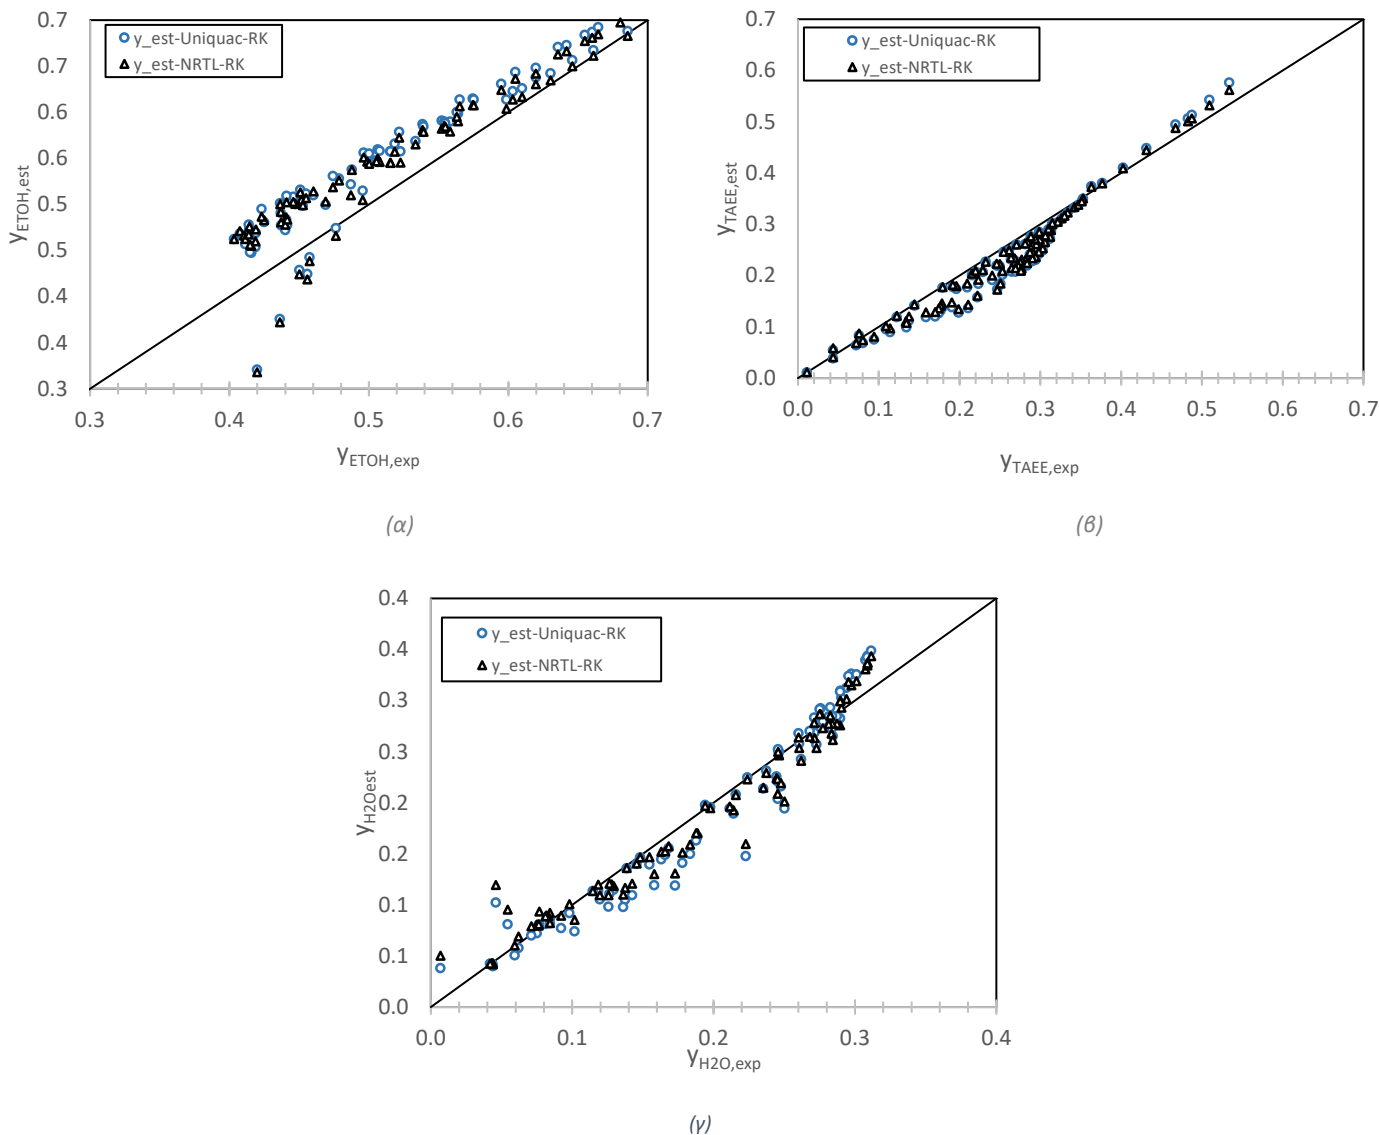 0.7
0.7
0.6
0.6
0.5
0.5
0.4
0.4
0.3
yETOH,est
y_est-Uniquac-RK
y_est-NRTL-RK
0.3 0.4 0.5 0.6 0.7
yETOH,exp
(α)
0.7
0.6
0.5
0.4
0.3
0.2
0.1
0.0
yTAEE,est
y_est-Uniquac-RK
y_est-NRTL-RK
0.0 0.1 0.2 0.3 0.4 0.5 0.6 0.7
yTAEE,exp
(β)
0.4
0.4
0.3
0.3
0.2
0.2
0.1
0.1
0.0
yH2Oest
y_est-Uniquac-RK
y_est-NRTL-RK
0.0 0.1 0.2 0.3 0.4
yH2O,exp
(γ)